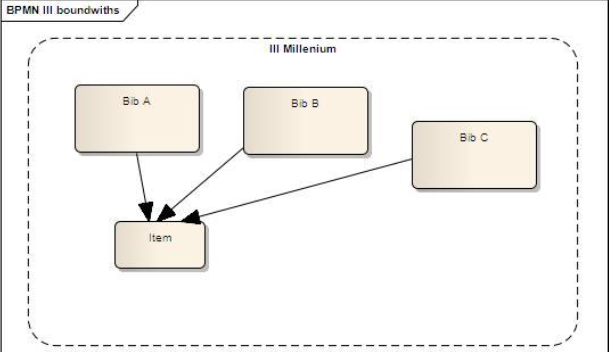 BPMN III boundwiths
III Millenium
Bib A
Bib B
Bib C
Item